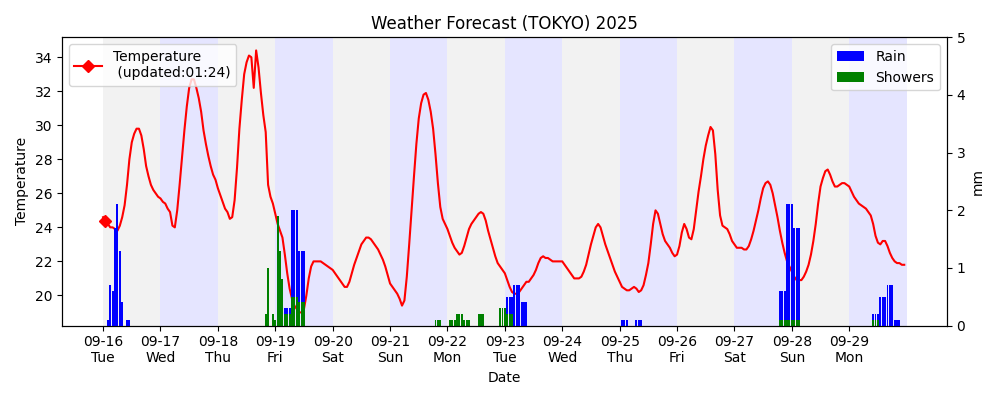 Weather Forecast (TOKYO) 2025
Temperature
(updated:01:24)
Rain
Showers
Temperature
34
32
30
28
26
24
22
20
5
4
3
2
1
0
mm
09-16 09-17 09-18 09-19 09-20 09-21 09-22 09-23 09-24 09-25 09-26 09-27 09-28 09-29
Tue Wed Thu Fri Sat Sun Mon Tue Wed Thu Fri Sat Sun Mon
Date